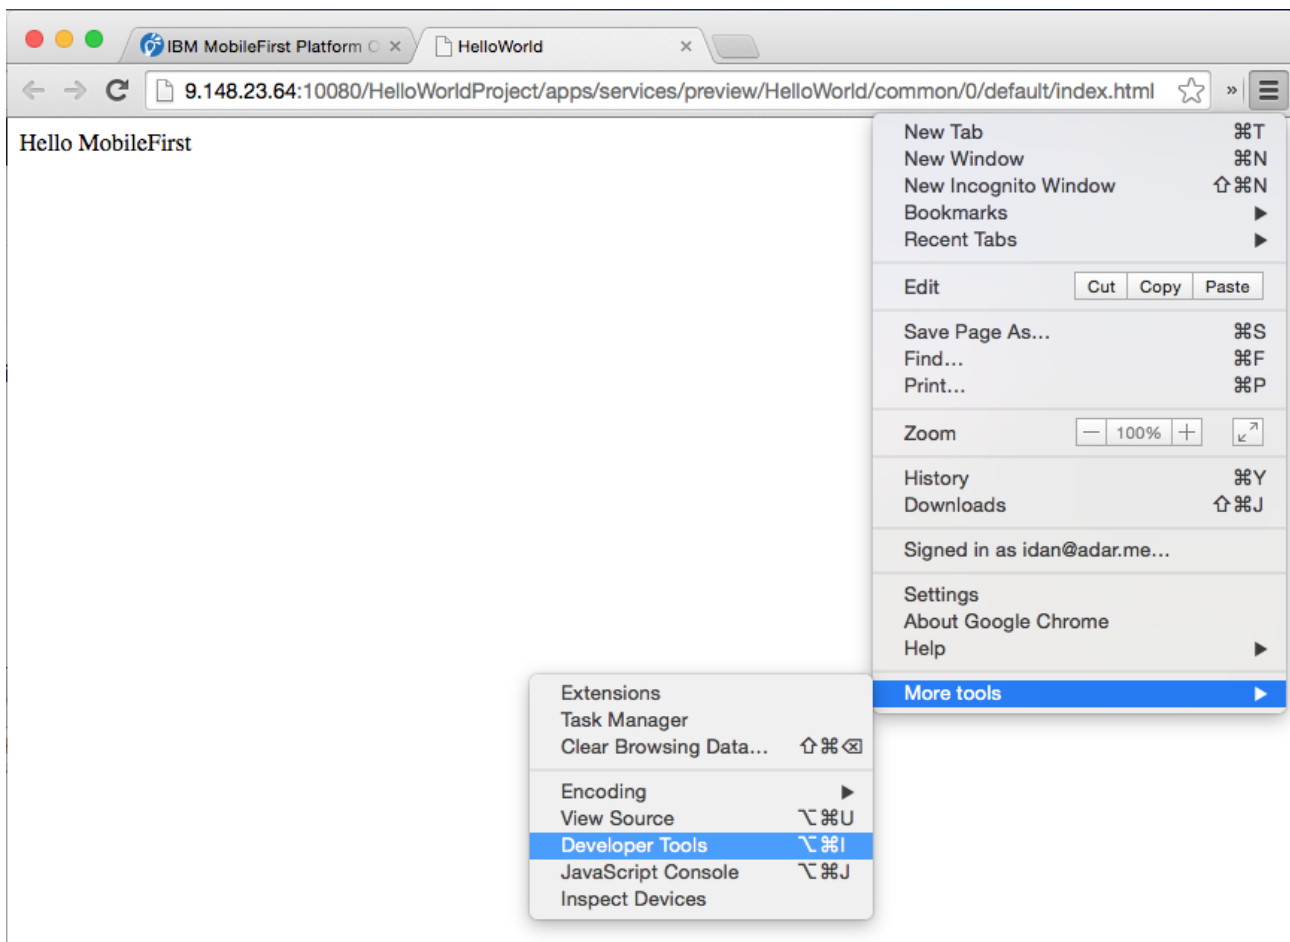 IBM MobileFirst Platform C
HelloWorld
9.148.23.64:10080/HelloWorldProject/apps/services/preview/HelloWorld/common/0/default/index.html
Hello MobileFirst
New Tab ⌘T
New Window ⌘N
New Incognito Window ⇧⌘N
Bookmarks ▶
Recent Tabs ▶
Edit Cut Copy Paste
Save Page As... ⌘S
Find... ⌘F
Print... ⌘P
Zoom — 100% +
History ⌘Y
Downloads ⇧⌘J
Signed in as idan@adar.me...
Settings
About Google Chrome
Help ▶
More tools ▶
Extensions
Task Manager
Clear Browsing Data... ⇧⌘⌫
Encoding ▶
View Source ⌥⌘U
Developer Tools ⌥⌘I
JavaScript Console ⌥⌘J
Inspect Devices